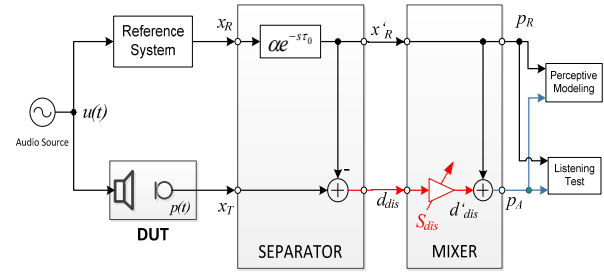 Reference
System
x_R
αe^{-sτ_0}
x'_R
p_R
Perceptive
Modeling
u(t)
Audio Source
-
p(t)
x_T
d_dis
S_dis
d'_dis
p_A
Listening
Test
DUT
SEPARATOR
MIXER